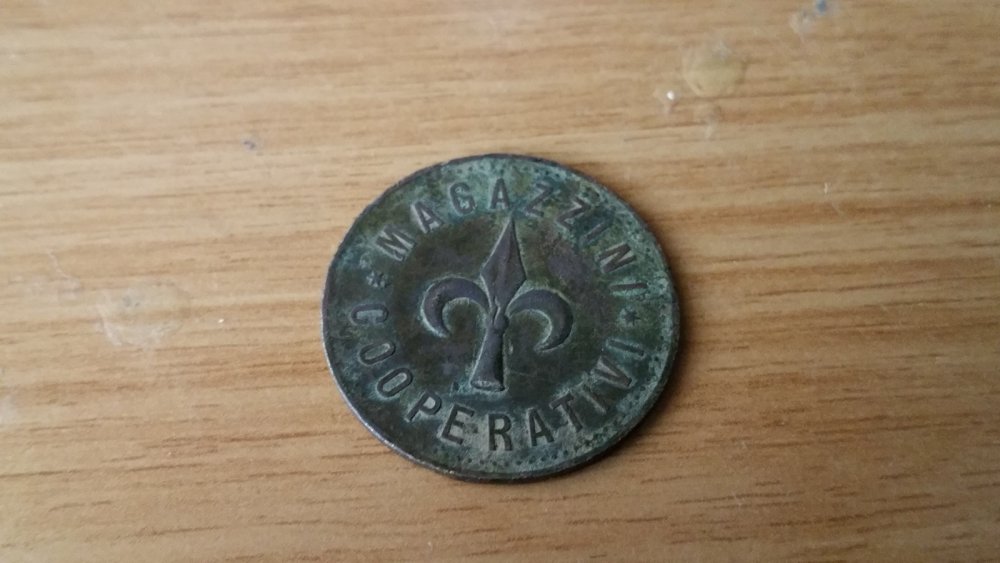 * MAGAZZINI *
COOPERATIVI